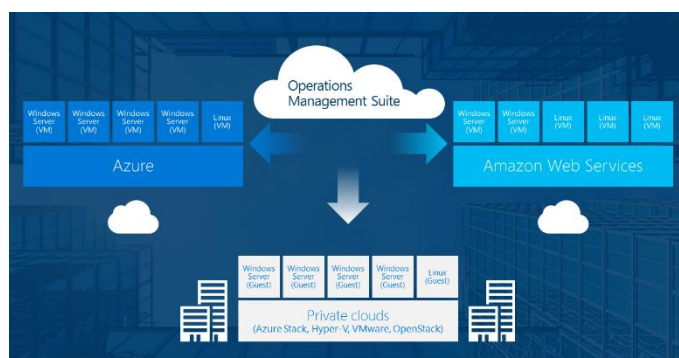 Operations
Management Suite
Windows
Server
(VM)
Windows
Server
(VM)
Windows
Server
(VM)
Windows
Server
(VM)
Linux
(VM)
Azure
Windows
Server
(VM)
Windows
Server
(VM)
Linux
(VM)
Linux
(VM)
Linux
(VM)
Amazon Web Services
Windows
Server
(Guest)
Windows
Server
(Guest)
Windows
Server
(Guest)
Windows
Server
(Guest)
Linux
(Guest)
Private clouds
(Azure Stack, Hyper-V, VMware, OpenStack)